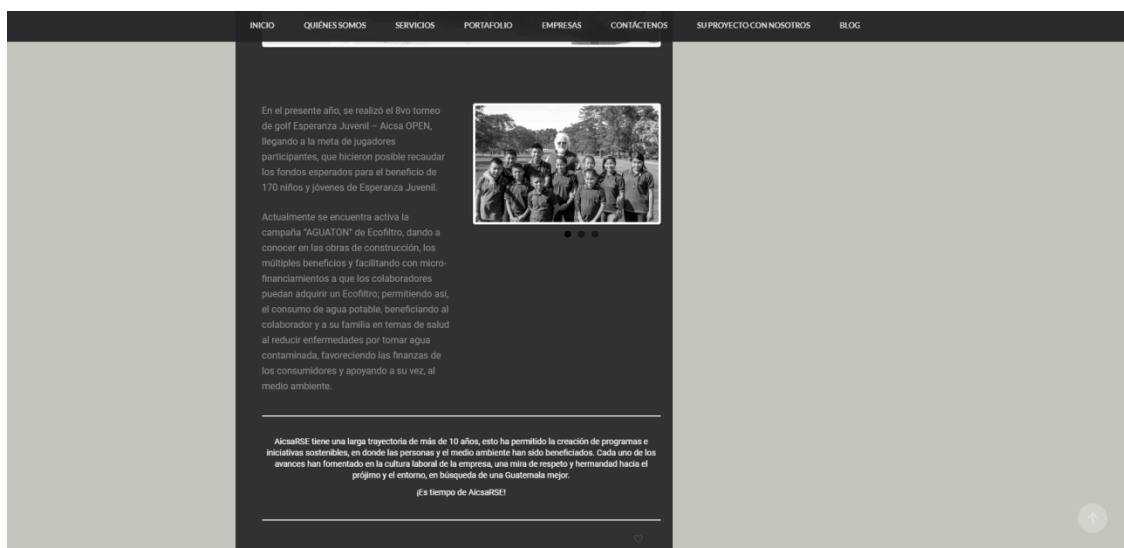 INICIO QUIÉNES SOMOS SERVICIOS PORTAFOLIO EMPRESAS CONTÁCTENOS SU PROYECTO CON NOSOTROS BLOG
En el presente año, se realizó el 8vo torneo
de golf Esperanza Juvenil – Aicsa OPEN,
llegando a la meta de jugadores
participantes, que hicieron posible recaudar
los fondos esperados para el beneficio de
170 niños y jóvenes de Esperanza Juvenil.
Actualmente se encuentra activa la
campaña “AGUATON” de Ecofiltro, dando a
conocer en las obras de construcción, los
múltiples beneficios y facilitando con micro-
financiamientos a que los colaboradores
puedan adquirir un Ecofiltro; permitiendo así,
el consumo de agua potable, beneficiando al
colaborador y a su familia en temas de salud
al reducir enfermedades por tomar agua
contaminada, favoreciendo las finanzas de
los consumidores y apoyando a su vez, al
medio ambiente.
AicsaRSE tiene una larga trayectoria de más de 10 años, esto ha permitido la creación de programas e
iniciativas sostenibles, en donde las personas y el medio ambiente han sido beneficiados. Cada uno de los
avances han fomentado en la cultura laboral de la empresa, una mira de respeto y hermandad hacia el
prójimo y el entorno, en búsqueda de una Guatemala mejor.
¡Es tiempo de AicsaRSE!